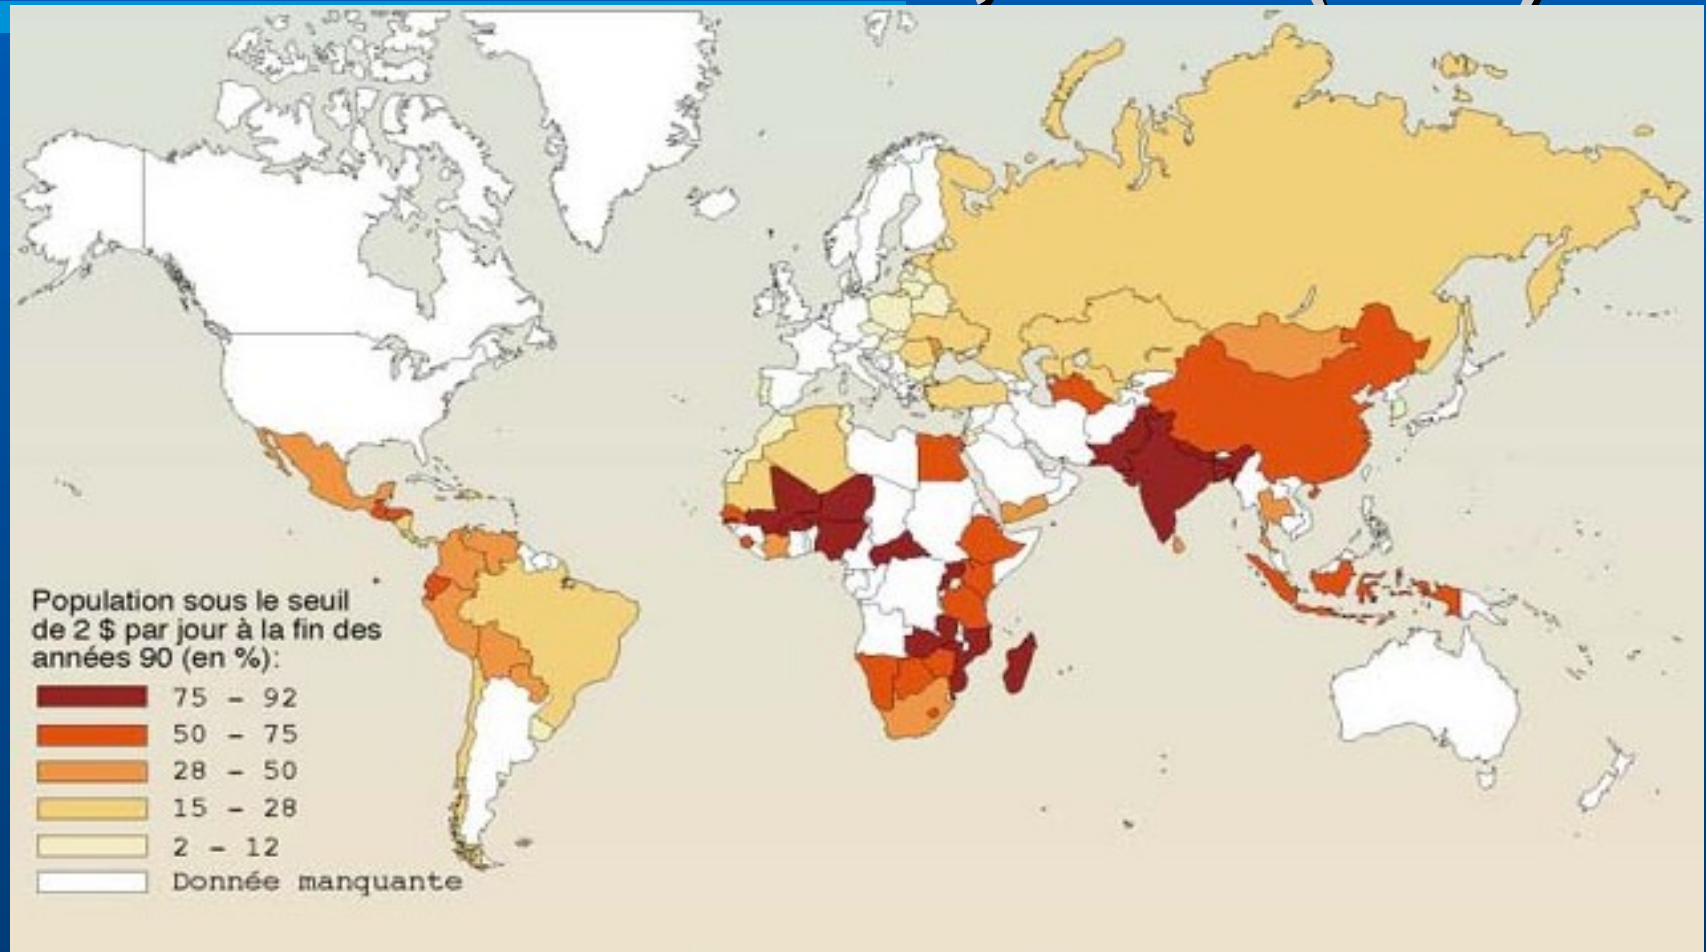 Population sous le seuil
de 2 $ par jour à la fin des
années 90 (en %):
75 - 92
50 - 75
28 - 50
15 - 28
2 - 12
Donnée manquante